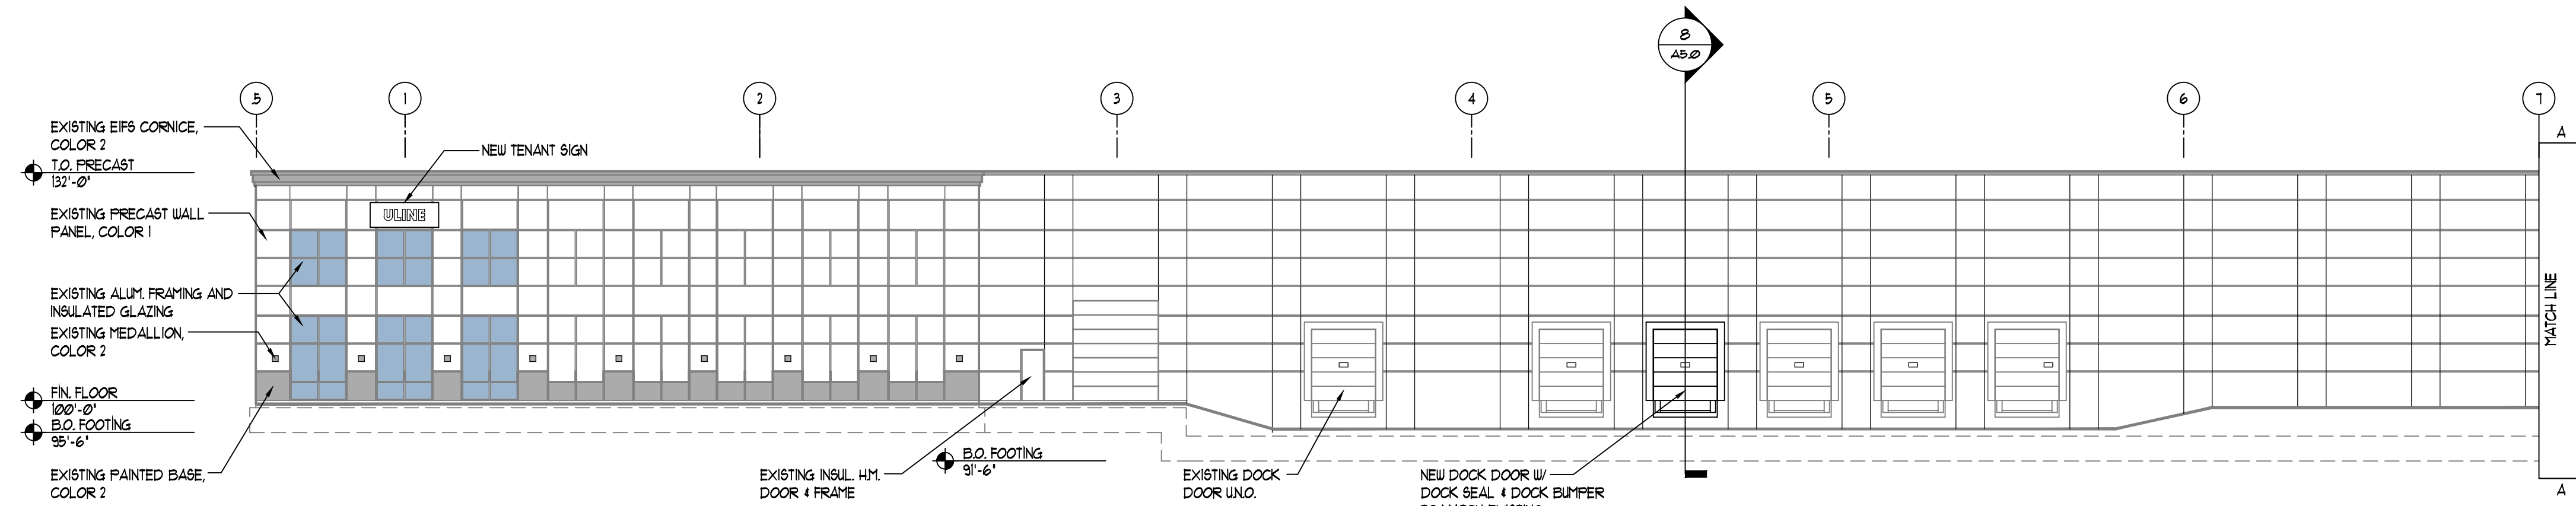 8
A5.0
.5
1
2
3
4
5
6
7
A
EXISTING EIFS CORNICE,
COLOR 2
T.O. PRECAST
132'-0"
NEW TENANT SIGN
ULINE
EXISTING PRECAST WALL
PANEL, COLOR 1
EXISTING ALUM. FRAMING AND
INSULATED GLAZING
EXISTING MEDALLION,
COLOR 2
MATCH LINE
FIN. FLOOR
100'-0"
B.O. FOOTING
95'-6"
B.O. FOOTING
91'-6"
EXISTING PAINTED BASE,
COLOR 2
EXISTING INSUL. H.M.
DOOR & FRAME
EXISTING DOCK
DOOR U.N.O.
NEW DOCK DOOR W/
DOCK SEAL & DOCK BUMPER
A